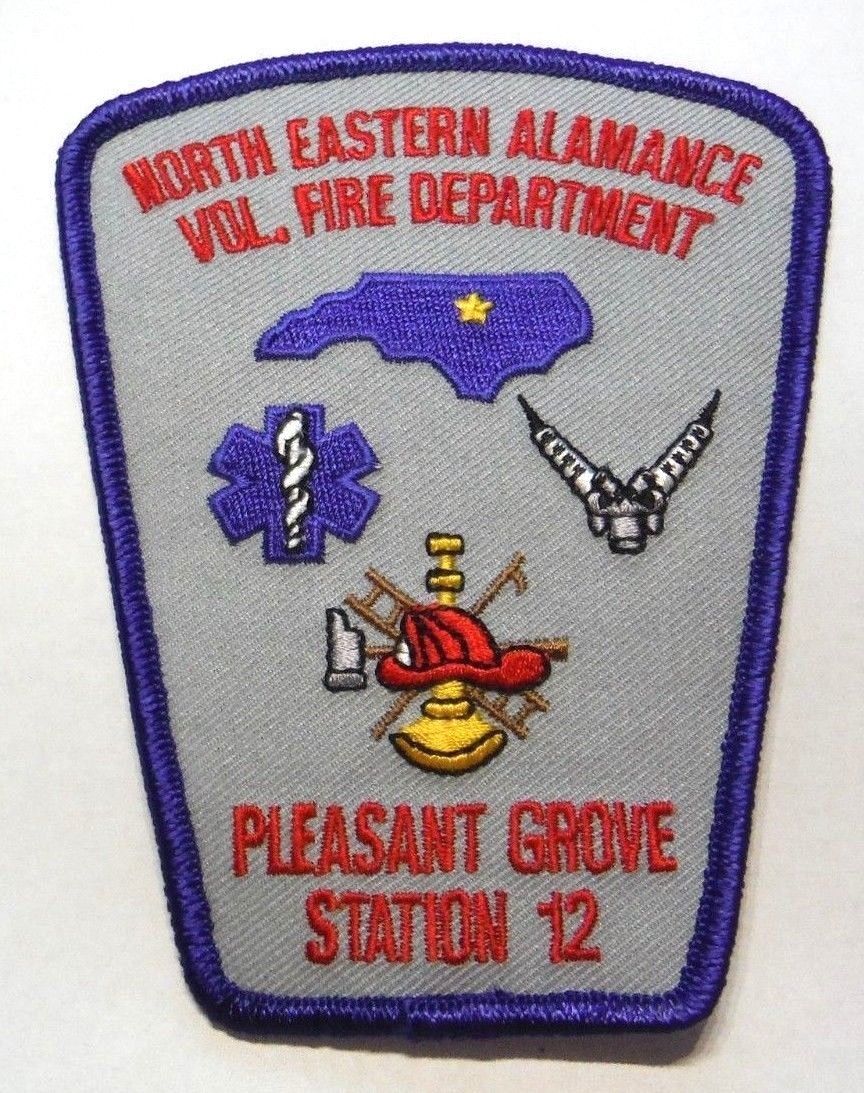 NORTH EASTERN ALAMANCE
VOL. FIRE DEPARTMENT
PLEASANT GROVE
STATION 12